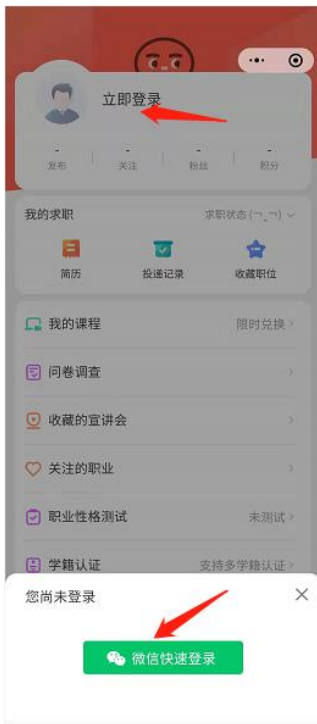 立即登录
- - - -
发布 关注 粉丝 积分
我的求职 求职状态(¬_¬)
简历 投递记录 收藏职位
我的课程 限时兑换
问卷调查
收藏的宣讲会
关注的职业
职业性格测试 未测试
学籍认证 支持多学籍认证
您尚未登录
微信快速登录